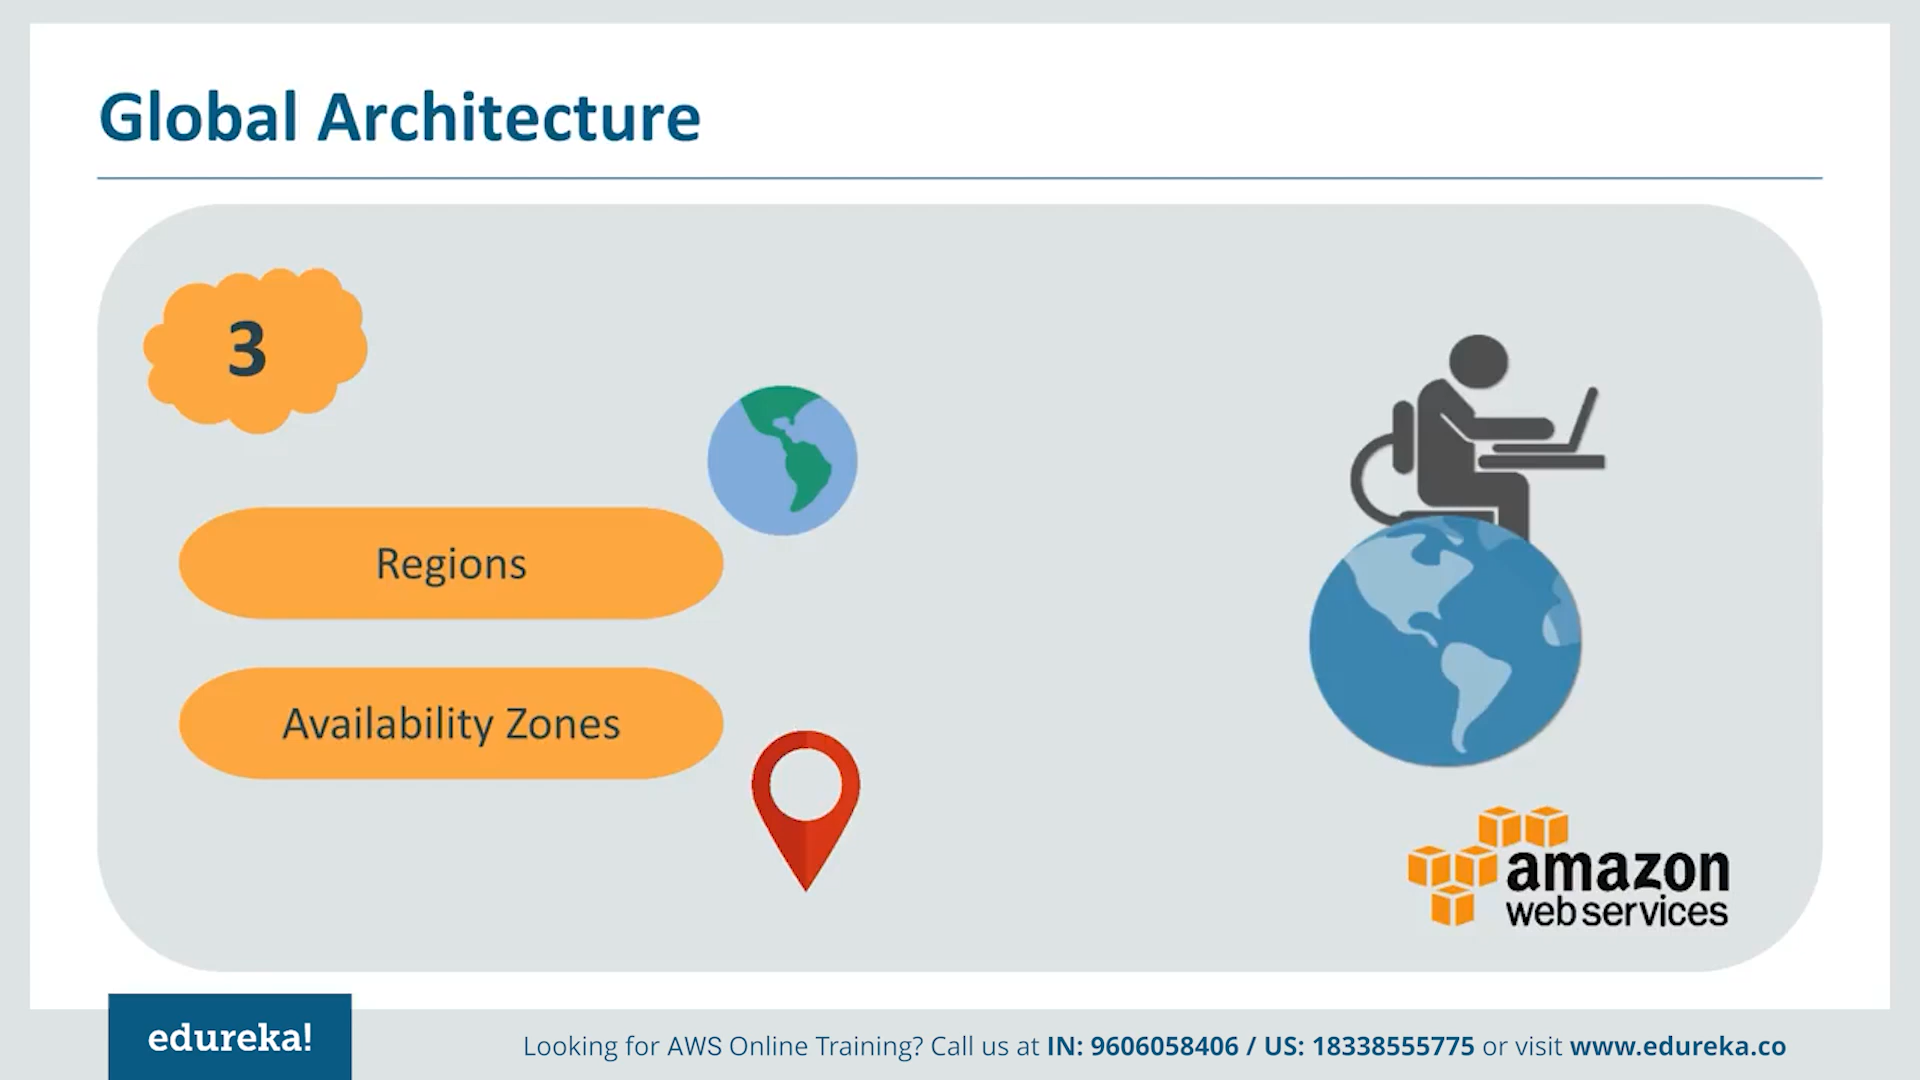 Global Architecture
3
Regions
Availability Zones
amazon
web services
edureka!
Looking for AWS Online Training? Call us at IN: 9606058406 / US: 18338555775 or visit www.edureka.co